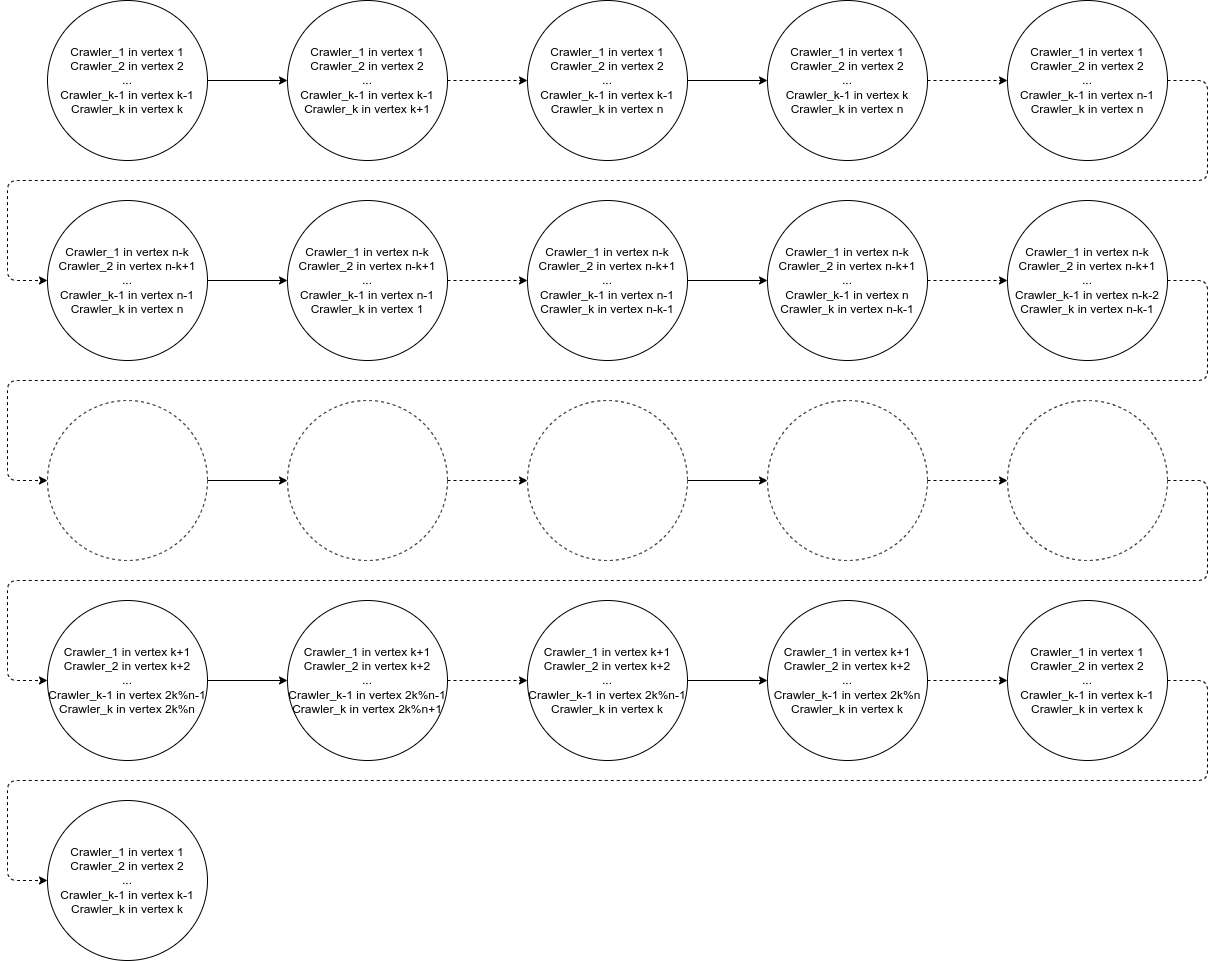 Crawler_1 in vertex 1
Crawler_2 in vertex 2
...
Crawler_k-1 in vertex k-1
Crawler_k in vertex k
Crawler_1 in vertex 1
Crawler_2 in vertex 2
...
Crawler_k-1 in vertex k-1
Crawler_k in vertex k+1
Crawler_1 in vertex 1
Crawler_2 in vertex 2
...
Crawler_k-1 in vertex k-1
Crawler_k in vertex n
Crawler_1 in vertex 1
Crawler_2 in vertex 2
...
Crawler_k-1 in vertex k
Crawler_k in vertex n
Crawler_1 in vertex 1
Crawler_2 in vertex 2
...
Crawler_k-1 in vertex n-1
Crawler_k in vertex n
Crawler_1 in vertex n-k
Crawler_2 in vertex n-k+1
...
Crawler_k-1 in vertex n-1
Crawler_k in vertex n
Crawler_1 in vertex n-k
Crawler_2 in vertex n-k+1
...
Crawler_k-1 in vertex n-1
Crawler_k in vertex 1
Crawler_1 in vertex n-k
Crawler_2 in vertex n-k+1
...
Crawler_k-1 in vertex n-1
Crawler_k in vertex n-k-1
Crawler_1 in vertex n-k
Crawler_2 in vertex n-k+1
...
Crawler_k-1 in vertex n
Crawler_k in vertex n-k-1
Crawler_1 in vertex n-k
Crawler_2 in vertex n-k+1
...
Crawler_k-1 in vertex n-k-2
Crawler_k in vertex n-k-1
Crawler_1 in vertex k+1
Crawler_2 in vertex k+2
...
Crawler_k-1 in vertex 2k%n-1
Crawler_k in vertex 2k%n
Crawler_1 in vertex k+1
Crawler_2 in vertex k+2
...
Crawler_k-1 in vertex 2k%n-1
Crawler_k in vertex 2k%n+1
Crawler_1 in vertex k+1
Crawler_2 in vertex k+2
...
Crawler_k-1 in vertex 2k%n-1
Crawler_k in vertex k
Crawler_1 in vertex k+1
Crawler_2 in vertex k+2
...
Crawler_k-1 in vertex 2k%n
Crawler_k in vertex k
Crawler_1 in vertex 1
Crawler_2 in vertex 2
...
Crawler_k-1 in vertex k-1
Crawler_k in vertex k
Crawler_1 in vertex 1
Crawler_2 in vertex 2
...
Crawler_k-1 in vertex k-1
Crawler_k in vertex k